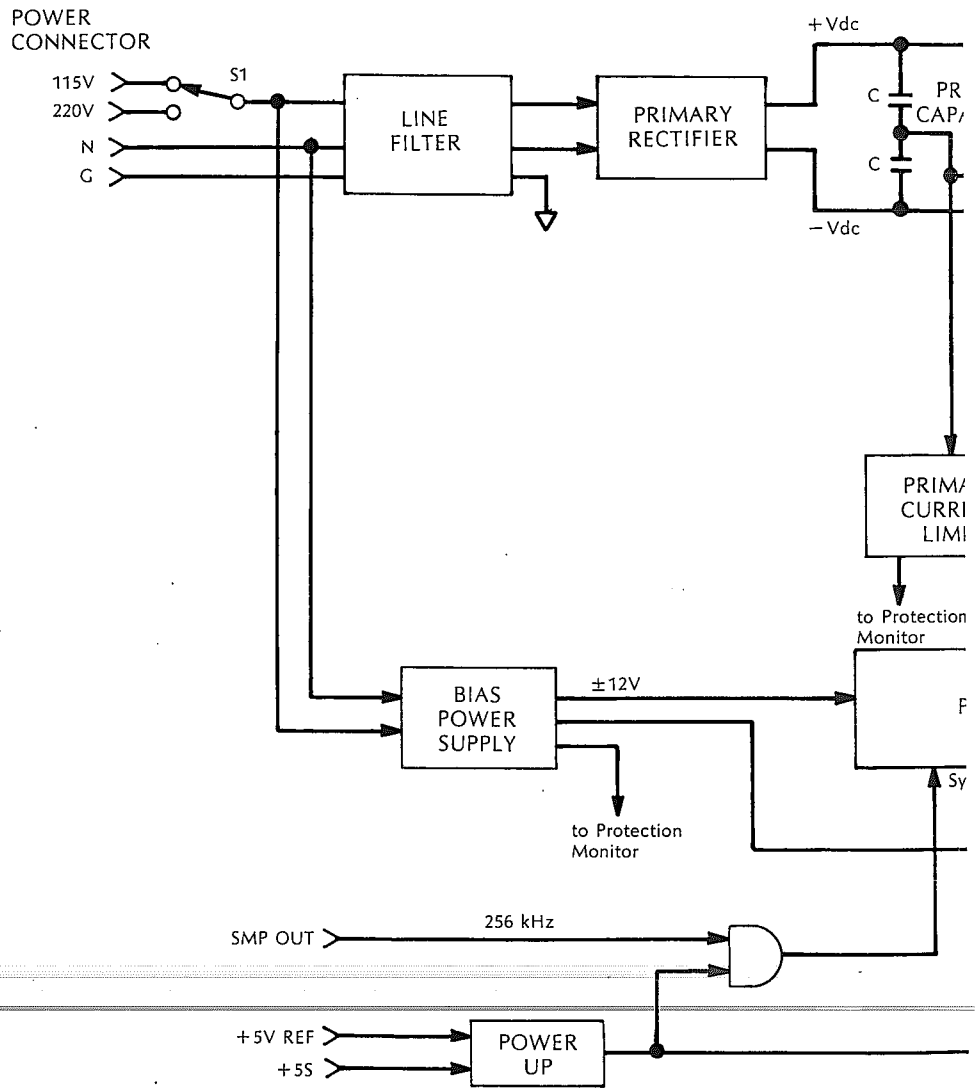 POWER
CONNECTOR
115V
220V
N
G
S1
LINE
FILTER
PRIMARY
RECTIFIER
+Vdc
−Vdc
C
C
to Protection
Monitor
BIAS
POWER
SUPPLY
±12V
to Protection
Monitor
SMP OUT
256 kHz
+5V REF
+5S
POWER
UP